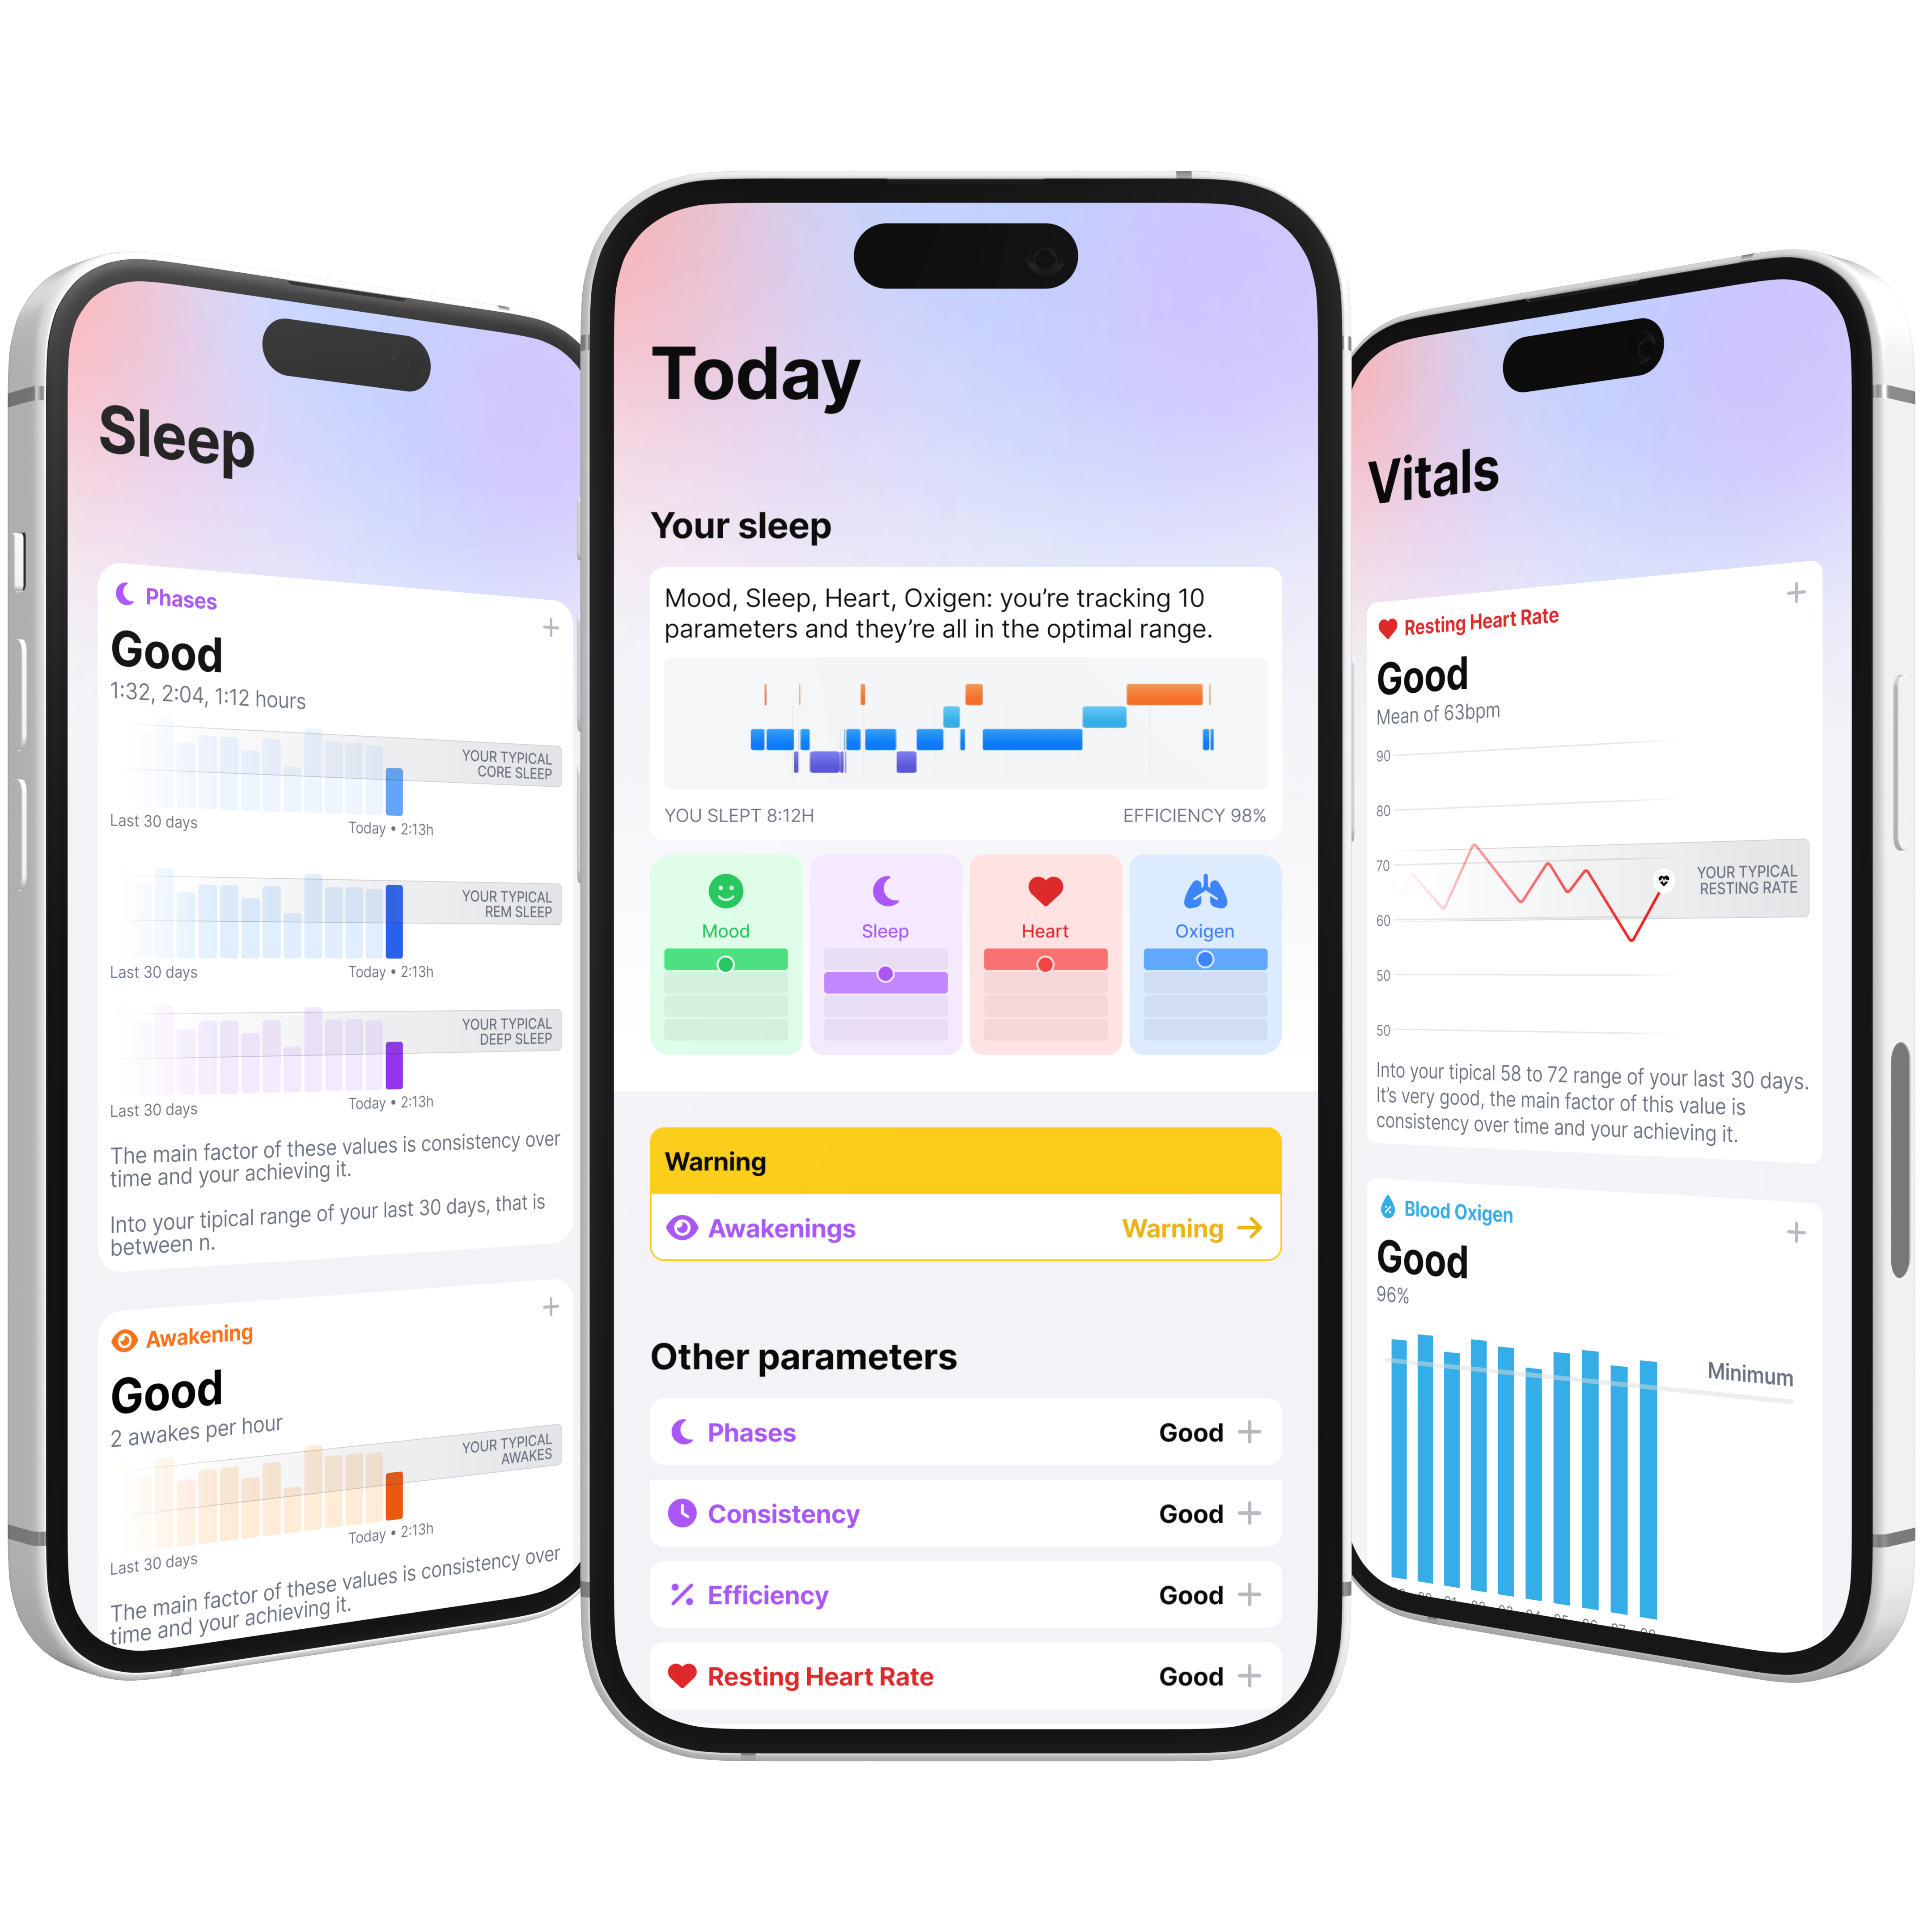 Sleep
Phases
Good
1:32, 2:04, 1:12 hours
YOUR TYPICAL
CORE SLEEP
Last 30 days
Today • 2:13h
YOUR TYPICAL
REM SLEEP
Last 30 days
Today • 2:13h
YOUR TYPICAL
DEEP SLEEP
Last 30 days
Today • 2:13h
The main factor of these values is consistency over
time and your achieving it.
Into your tipical range of your last 30 days, that is
between n.
Awakening
Good
2 awakes per hour
YOUR TYPICAL
AWAKES
Last 30 days
Today • 2:13h
The main factor of these values is consistency over
time and your achieving it.
Today
Your sleep
Mood, Sleep, Heart, Oxigen: you're tracking 10
parameters and they're all in the optimal range.
YOU SLEPT 8:12H
EFFICIENCY 98%
Mood
Sleep
Heart
Oxigen
Warning
Awakenings
Warning
Other parameters
Phases
Good
Consistency
Good
Efficiency
Good
Resting Heart Rate
Good
Vitals
Resting Heart Rate
Good
Mean of 63bpm
90
80
70
60
50
50
YOUR TYPICAL
RESTING RATE
Into your tipical 58 to 72 range of your last 30 days.
It's very good, the main factor of this value is
consistency over time and your achieving it.
Blood Oxigen
Good
96%
Minimum